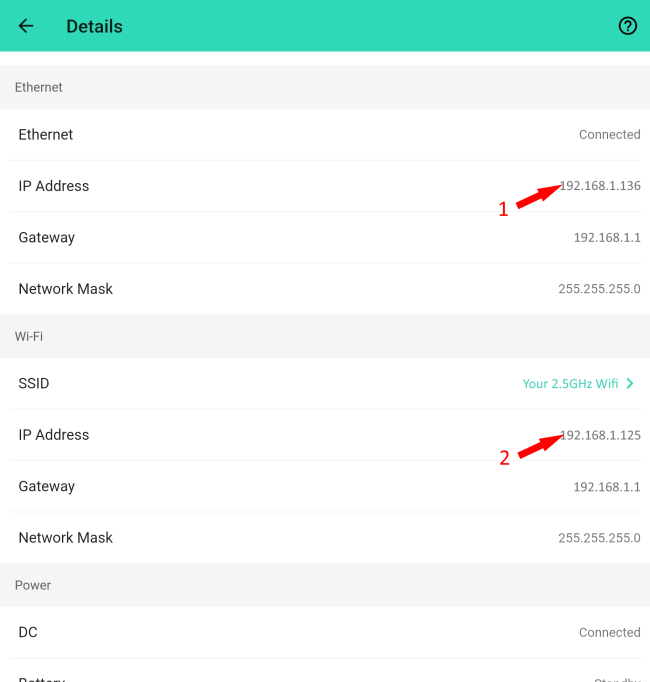 Details
Ethernet
Ethernet Connected
IP Address 192.168.1.136
1
Gateway 192.168.1.1
Network Mask 255.255.255.0
Wi-Fi
SSID Your 2.5GHz Wifi
IP Address 192.168.1.125
2
Gateway 192.168.1.1
Network Mask 255.255.255.0
Power
DC Connected
Battery Standby